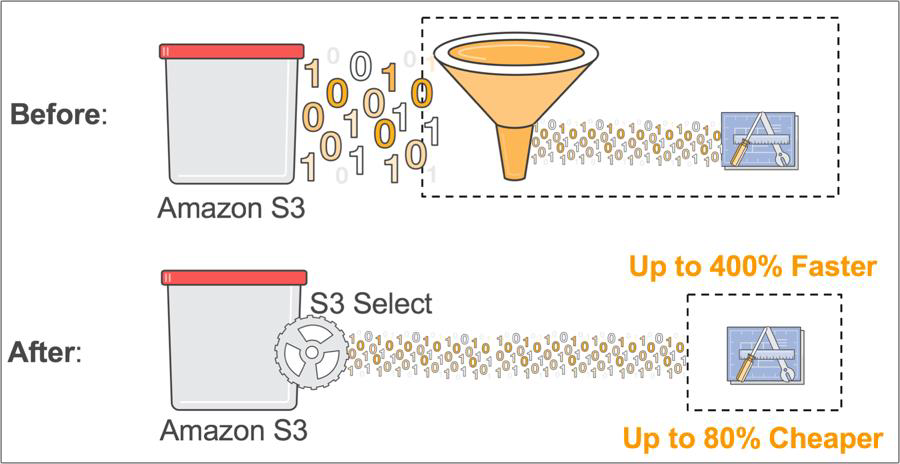 Before:
Amazon S3
Up to 400% Faster
S3 Select
After:
Amazon S3
Up to 80% Cheaper